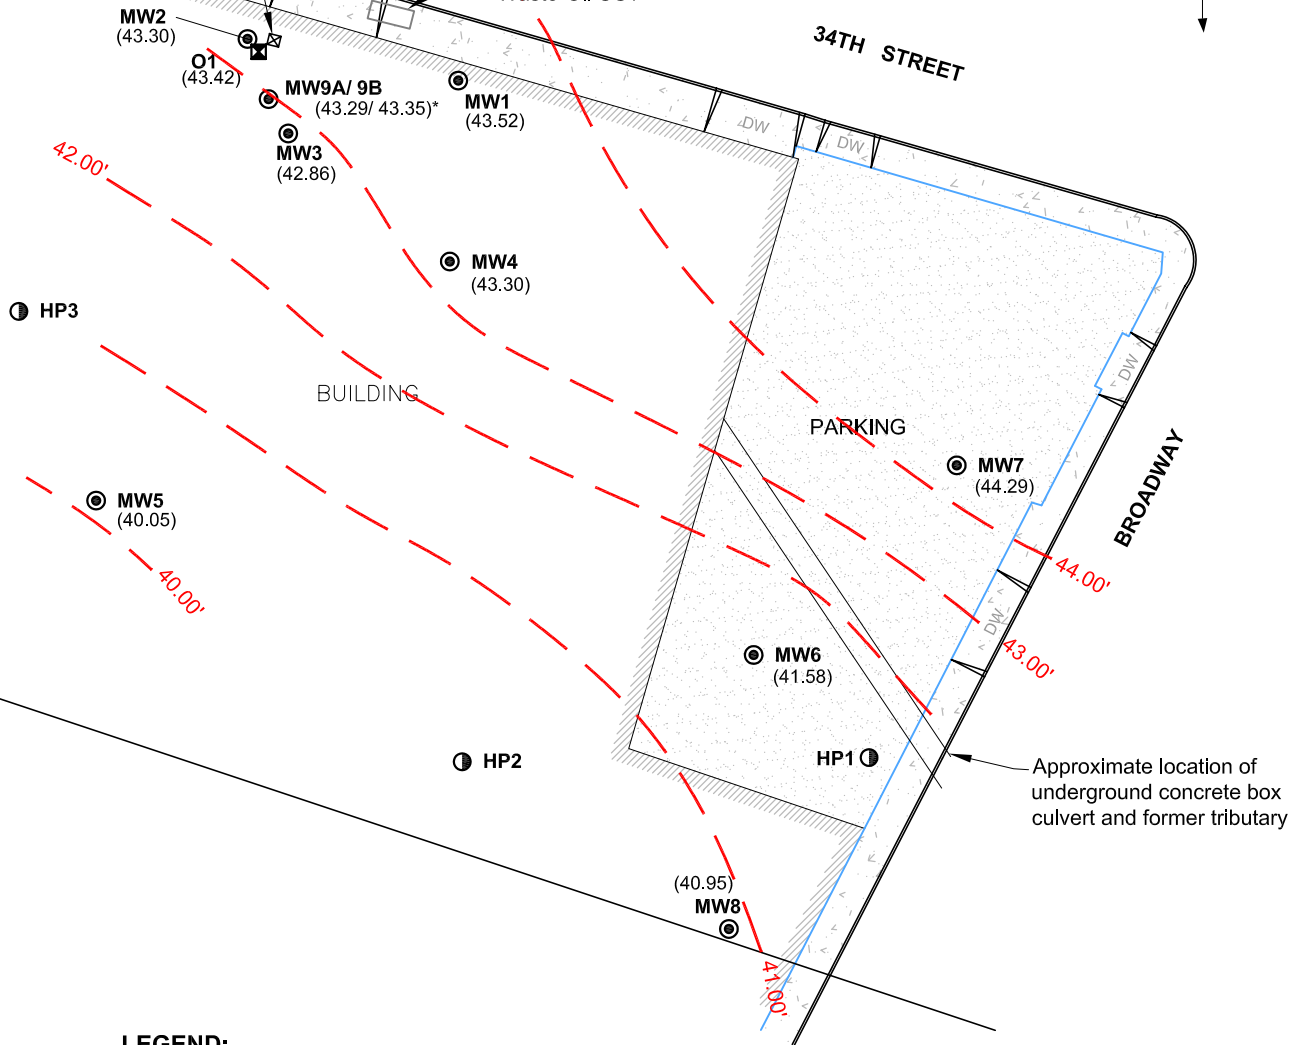 MW2
(43.30)
O1
(43.42)
MW9A/ 9B
(43.29/ 43.35)*
MW3
(42.86)
MW1
(43.52)
34TH STREET
DW
DW
42.00'
MW4
(43.30)
HP3
BUILDING
PARKING
DW
BROADWAY
MW7
(44.29)
MW5
(40.05)
40.00'
44.00'
DW
43.00'
MW6
(41.58)
HP2
HP1
Approximate location of
underground concrete box
culvert and former tributary
(40.95)
MW8
41.00'
LEGEND: